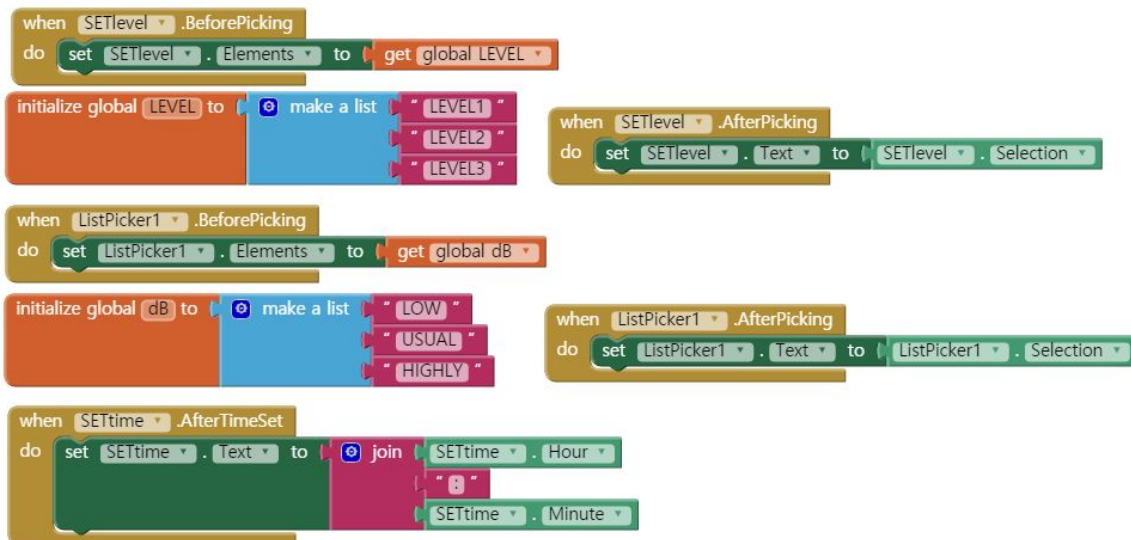 when SETlevel .BeforePicking
do set SETlevel . Elements to get global LEVEL
initialize global LEVEL to make a list " LEVEL1 "
" LEVEL2 "
" LEVEL3 "
when SETlevel .AfterPicking
do set SETlevel . Text to SETlevel . Selection
when ListPicker1 .BeforePicking
do set ListPicker1 . Elements to get global dB
initialize global dB to make a list " LOW "
" USUAL "
" HIGHLY "
when ListPicker1 .AfterPicking
do set ListPicker1 . Text to ListPicker1 . Selection
when SETtime .AfterTimeSet
do set SETtime . Text to join SETtime . Hour
" : "
SETtime . Minute